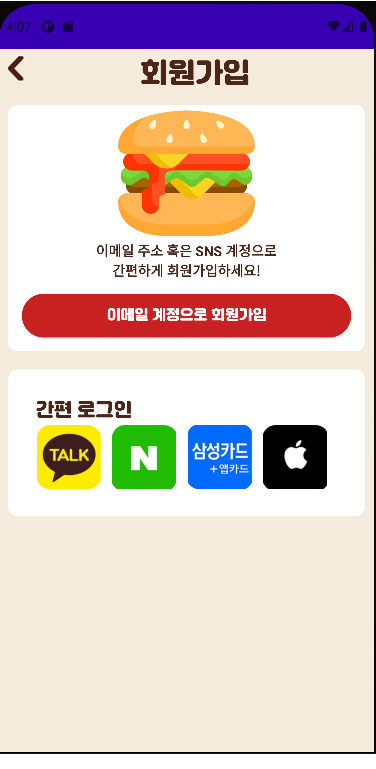 4:07
회원가입
이메일 주소 혹은 SNS 계정으로
간편하게 회원가입하세요!
이메일 계정으로 회원가입
간편 로그인
TALK
N
삼성카드
+앱카드